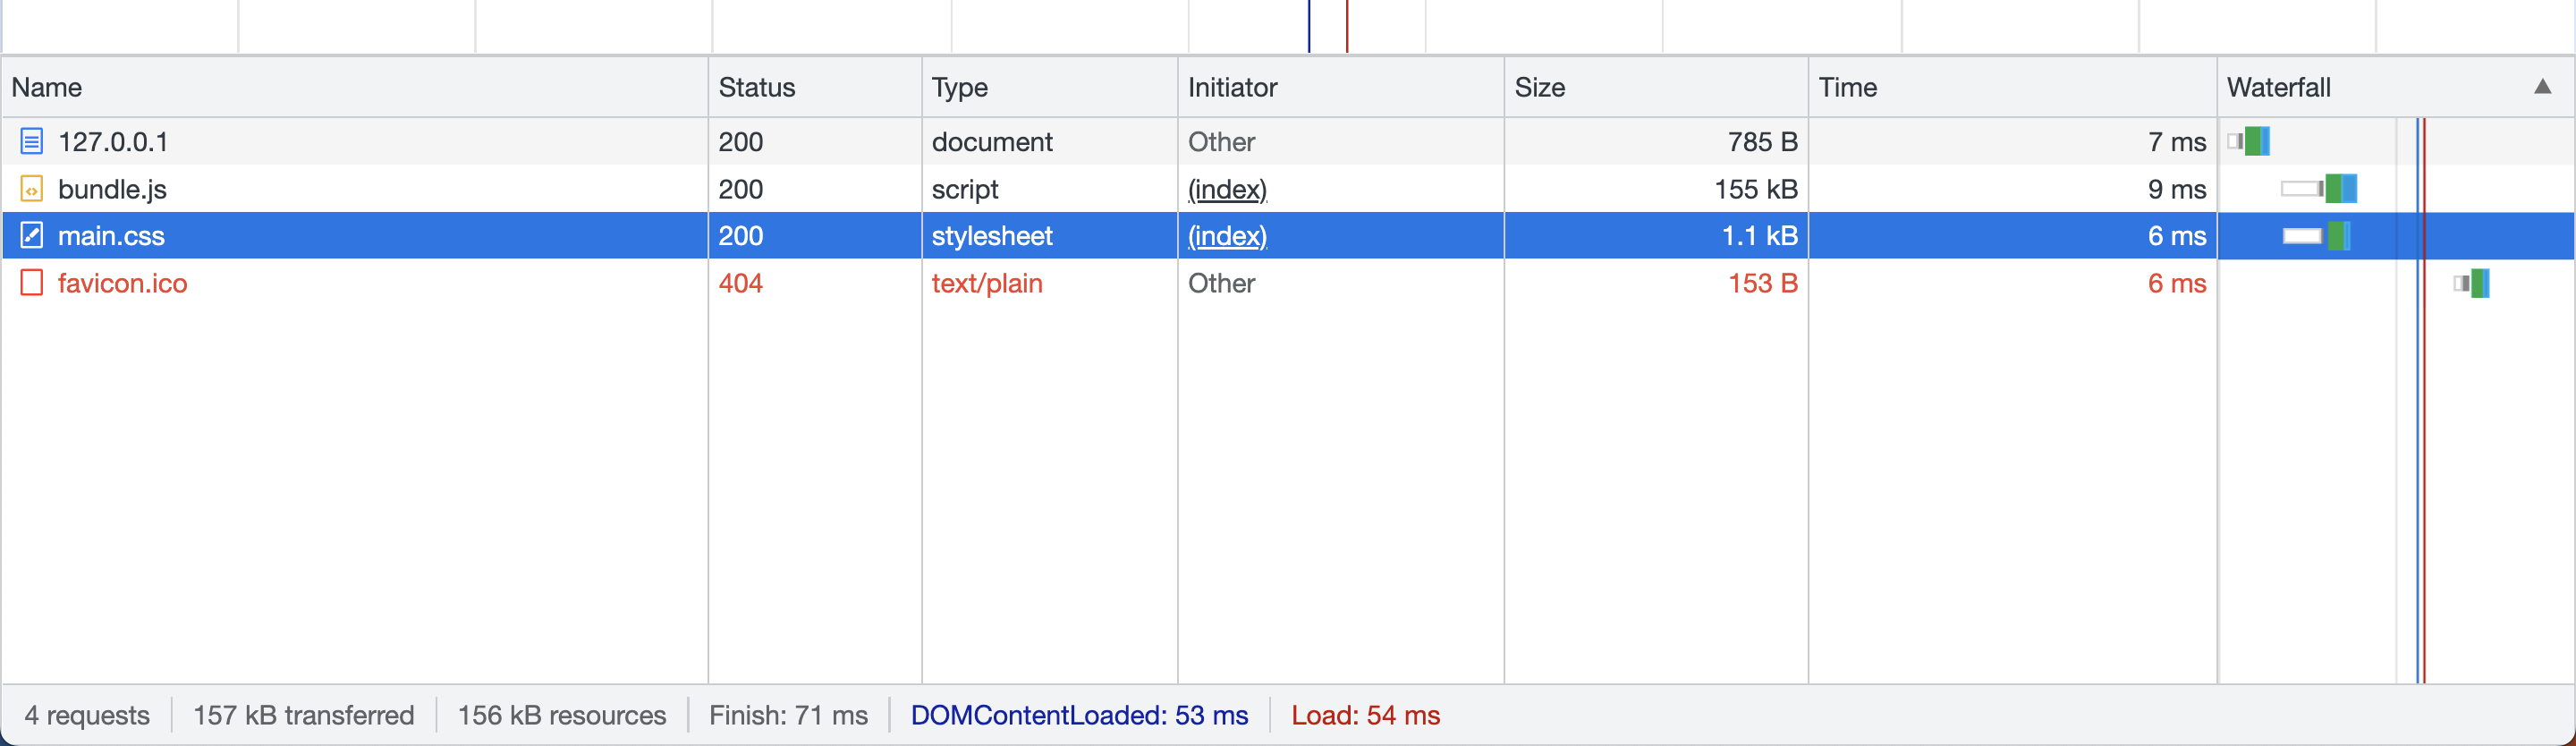 Name Status Type Initiator Size Time Waterfall ▲
127.0.0.1 200 document Other 785 B 7 ms
bundle.js 200 script (index) 155 kB 9 ms
main.css 200 stylesheet (index) 1.1 kB 6 ms
favicon.ico 404 text/plain Other 153 B 6 ms
4 requests 157 kB transferred 156 kB resources Finish: 71 ms DOMContentLoaded: 53 ms Load: 54 ms